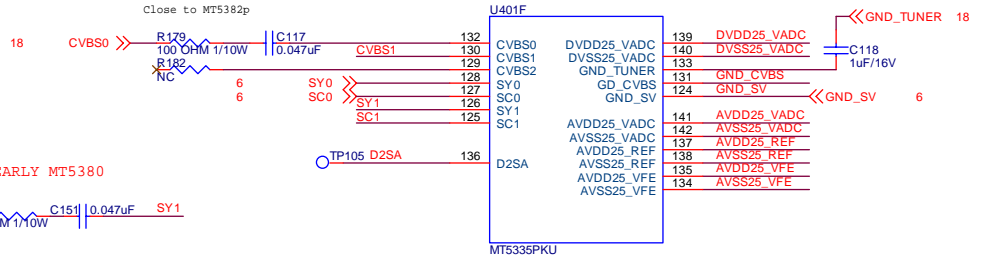 Close to MT5382p
U401F
GND_TUNER 18
18 CVBS0 R179 C117 132 CVBS0 DVDD25_VADC 139 DVDD25_VADC
100 OHM 1/10W 0.047uF
CVBS1 130 CVBS1 DVSS25_VADC 140 DVSS25_VADC
C118
1uF/16V
R182 129 CVBS2 GND_TUNER 133
NC
6 SY0 128 SY0 GD_CVBS 131 GND_CVBS
6 SC0 127 SC0 GND_SV 124 GND_SV GND_SV 6
SY1 126 SY1
SC1 125 SC1 AVDD25_VADC 141 AVDD25_VADC
AVSS25_VADC 142 AVSS25_VADC
AVDD25_REF 137 AVDD25_REF
TP105 D2SA 136 D2SA AVSS25_REF 138 AVSS25_REF
AVDD25_VFE 135 AVDD25_VFE
AVSS25_VFE 134 AVSS25_VFE
EARLY MT5380
C151 0.047uF SY1
M 1/10W
MT5335PKU